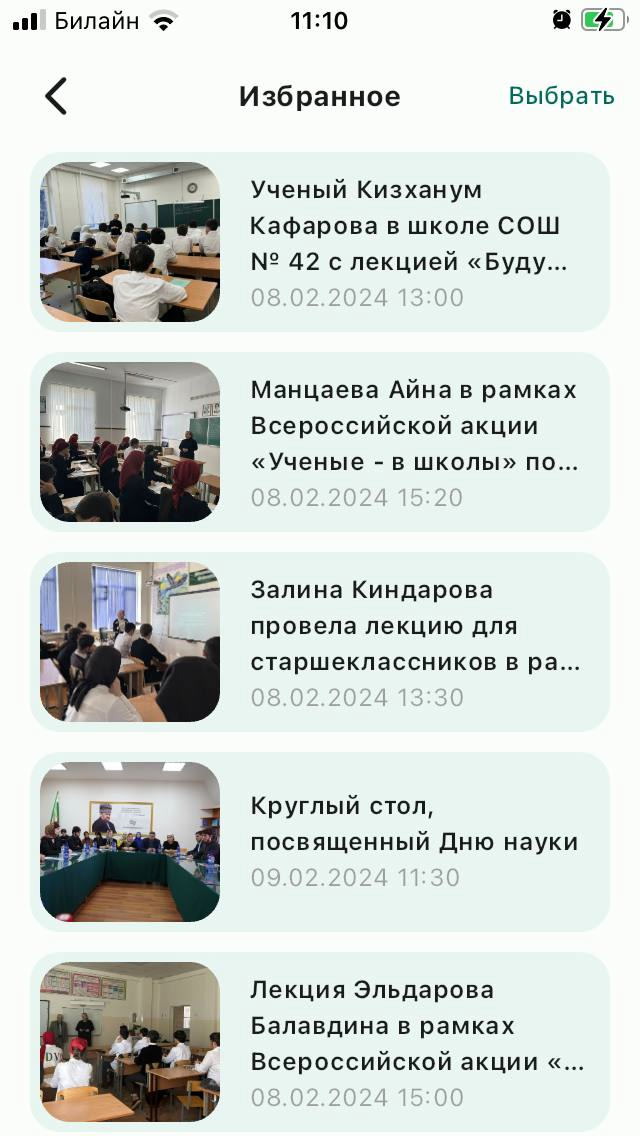 Билайн 11:10
Избранное Выбрать
Ученый Кизханум
Кафарова в школе СОШ
№ 42 с лекцией «Буду...
08.02.2024 13:00
Манцаева Айна в рамках
Всероссийской акции
«Ученые - в школы» по...
08.02.2024 15:20
Залина Киндарова
провела лекцию для
старшеклассников в ра...
08.02.2024 13:30
Круглый стол,
посвященный Дню науки
09.02.2024 11:30
Лекция Эльдарова
Балавдина в рамках
Всероссийской акции «...
08.02.2024 15:00